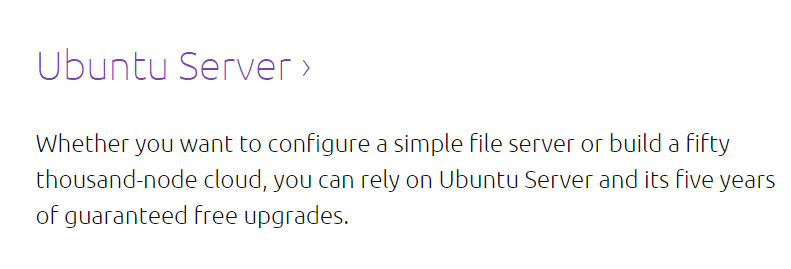 Ubuntu Server ›
Whether you want to configure a simple file server or build a fifty
thousand-node cloud, you can rely on Ubuntu Server and its five years
of guaranteed free upgrades.